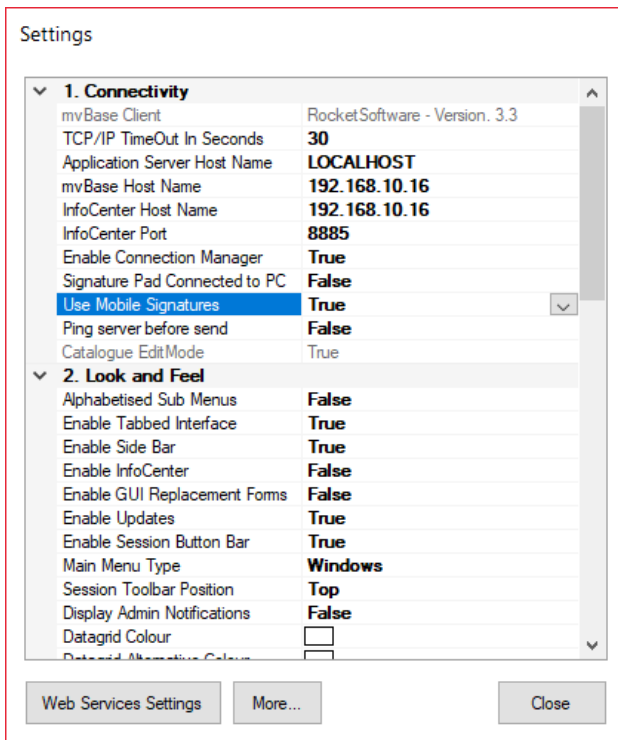 Settings
1. Connectivity
mvBase Client RocketSoftware - Version. 3.3
TCP/IP TimeOut In Seconds 30
Application Server Host Name LOCALHOST
mvBase Host Name 192.168.10.16
InfoCenter Host Name 192.168.10.16
InfoCenter Port 8885
Enable Connection Manager True
Signature Pad Connected to PC False
Use Mobile Signatures True
Ping server before send False
Catalogue EditMode True
2. Look and Feel
Alphabetised Sub Menus False
Enable Tabbed Interface True
Enable Side Bar True
Enable InfoCenter False
Enable GUI Replacement Forms False
Enable Updates True
Enable Session Button Bar True
Main Menu Type Windows
Session Toolbar Position Top
Display Admin Notifications False
Datagrid Colour
Datagrid Alternative Colour
Web Services Settings More... Close